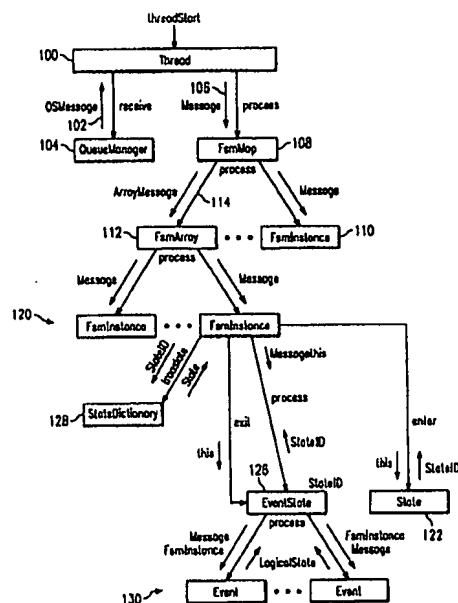 threadStart
100
Thread
106
OSMessage
receive
Message
process
102
104
QueueManager
FsmMap
108
process
ArrayMessage
114
Message
112
FsmArray
FsmInstance
110
process
Message
Message
120
FsmInstance
FsmInstance
StateID
translate
State
Messagethis
128
StateDictionary
process
exit
enter
this
StateID
this
StateID
126
StateID
EventState
State
process
122
Message
FsmInstance
FsmInstance
Message
LogicalState
130
Event
Event